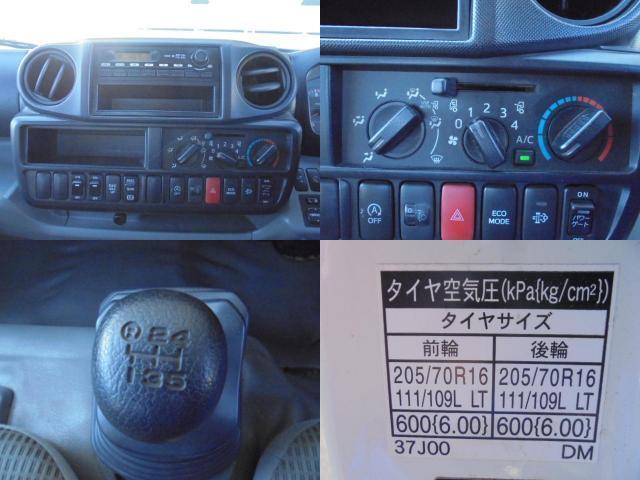 0 1 2 3 4
A/C
OFF
ECO MODE
ON
パワーゲート
OFF
R 2 4
1 3 5
タイヤ空気圧(kPa{kg/cm²})
タイヤサイズ
前輪 後輪
205/70R16 205/70R16
111/109L LT 111/109L LT
600{6.00} 600{6.00}
37J00 DM